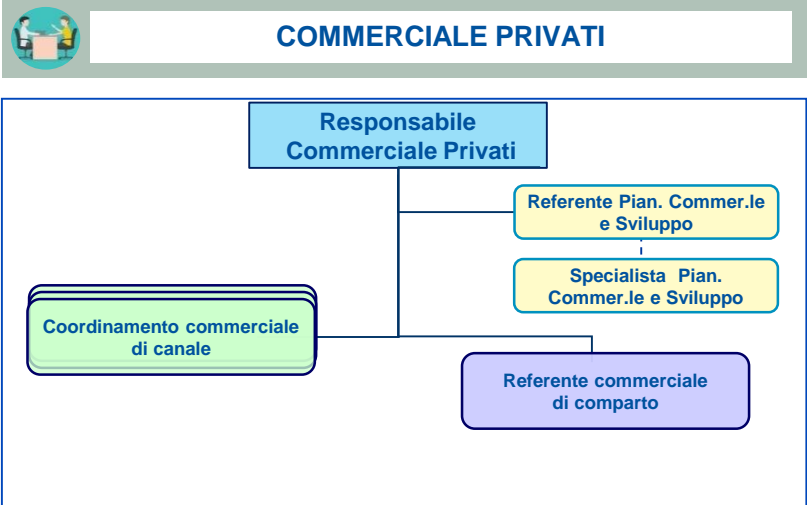 COMMERCIALE PRIVATI
Responsabile
Commerciale Privati
Referente Pian. Commer.le
e Sviluppo
Specialista Pian.
Commer.le e Sviluppo
Coordinamento commerciale
di canale
Referente commerciale
di comparto